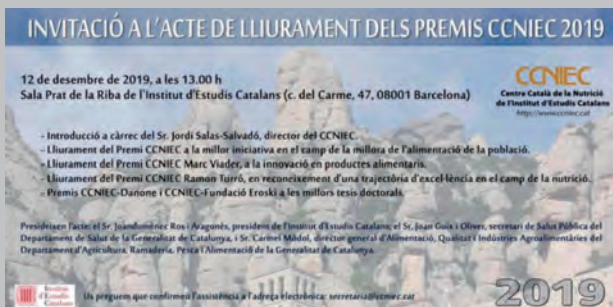 INVITACIÓ A L'ACTE DE LLIURAMENT DELS PREMIS CCNIEC 2019
12 de desembre de 2019, a les 13.00 h
Sala Prat de la Riba de l'Institut d'Estudis Catalans (c. del Carme, 47, 08001 Barcelona)
CCNIEC
Centre Català de la Nutrició
de l'Institut d'Estudis Catalans
http://www.ccniec.cat
- Introducció a càrrec del Sr. Jordi Salas-Salvadó, director del CCNIEC.
- Lliurament del Premi CCNIEC a la millor iniciativa en el camp de la millora de l'alimentació de la població.
- Lliurament del Premi CCNIEC Marc Viader, a la innovació en productes alimentaris.
- Lliurament del Premi CCNIEC Ramon Turró, en reconeixement d'una trajectòria d'excel·lència en el camp de la nutrició.
- Premis CCNIEC-Danone i CCNIEC-Fundació Eroski a les millors tesis doctorals.
Presideixen l'acte: el Sr. Joandomènec Ros i Aragonès, president de l'Institut d'Estudis Catalans; el Sr. Joan Guix i Oliver, secretari de Salut Pública del
Departament de Salut de la Generalitat de Catalunya, i Sr. Carmel Mòdol, director general d'Alimentació, Qualitat i Indústries Agroalimentàries del
Departament d'Agricultura, Ramaderia, Pesca i Alimentació de la Generalitat de Catalunya.
Institut
d'Estudis
Catalans
Us preguem que confirmeu l'assistència a l'adreça electrònica: secretaria@ccniec.cat
2019